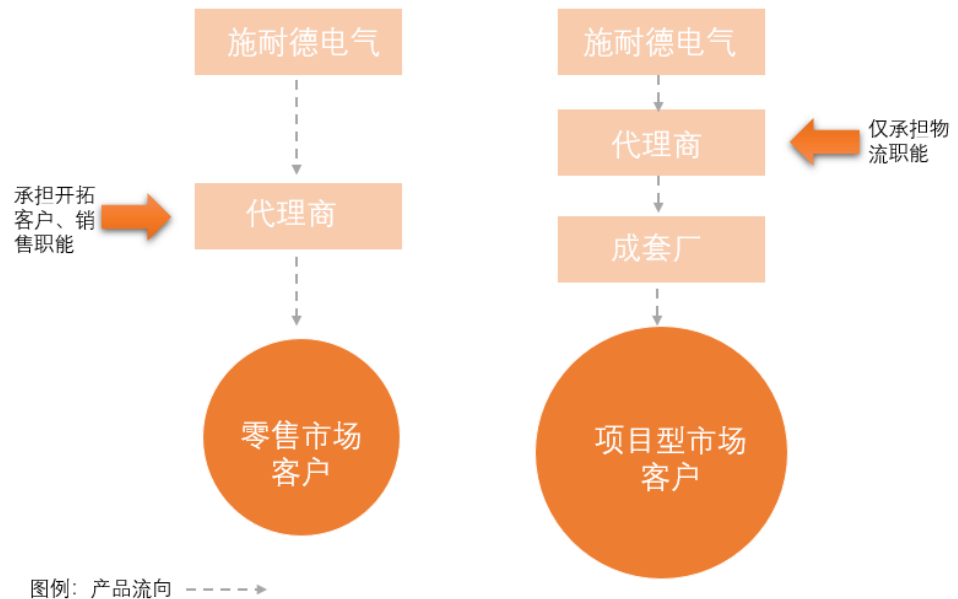 施耐德电气
代理商
承担开拓
客户、销
售职能
零售市场
客户
施耐德电气
代理商
仅承担物
流职能
成套厂
项目型市场
客户
图例：产品流向